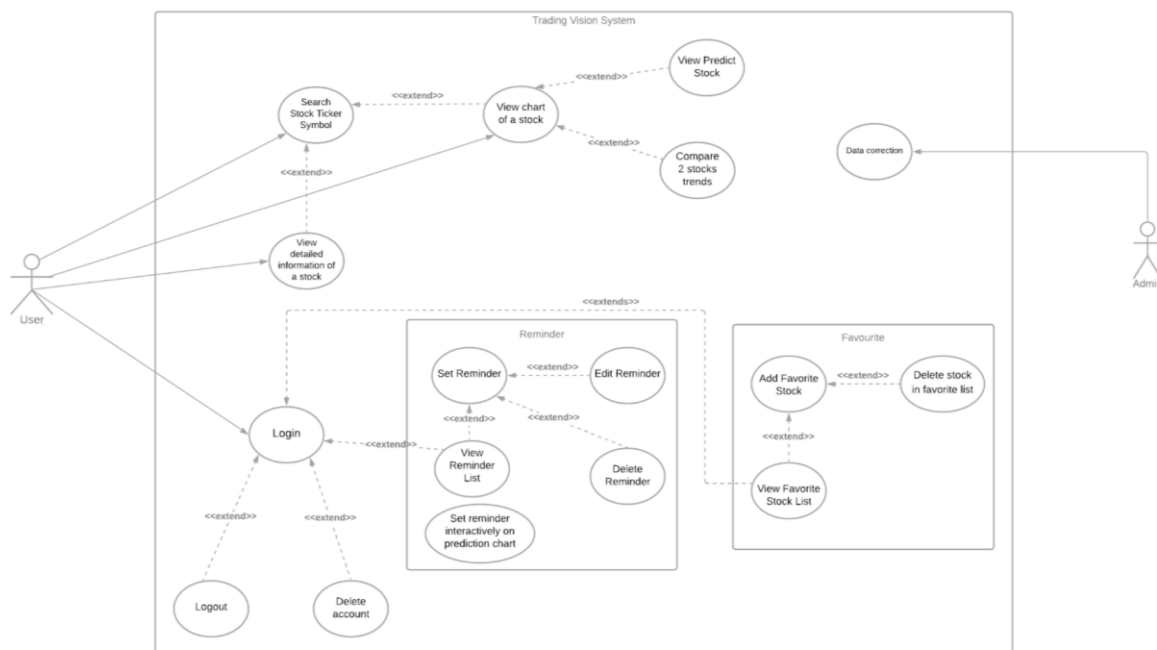 Trading Vision System
View Predict
Stock
<<extend>>
Search
Stock Ticker
Symbol
<<extend>>
View chart
of a stock
<<extend>>
Compare
2 stocks
trends
Data correction
<<extend>>
View
detailed
information of
a stock
User
Admi
<<extends>>
Reminder
Set Reminder
<<extend>>
Edit Reminder
<<extend>>
<<extend>>
View
Reminder
List
Delete
Reminder
Set reminder
interactively on
prediction chart
Favourite
Add Favorite
Stock
<<extend>>
Delete stock
in favorite list
<<extend>>
View Favorite
Stock List
Login
<<extend>>
<<extend>>
<<extend>>
Logout
Delete
account